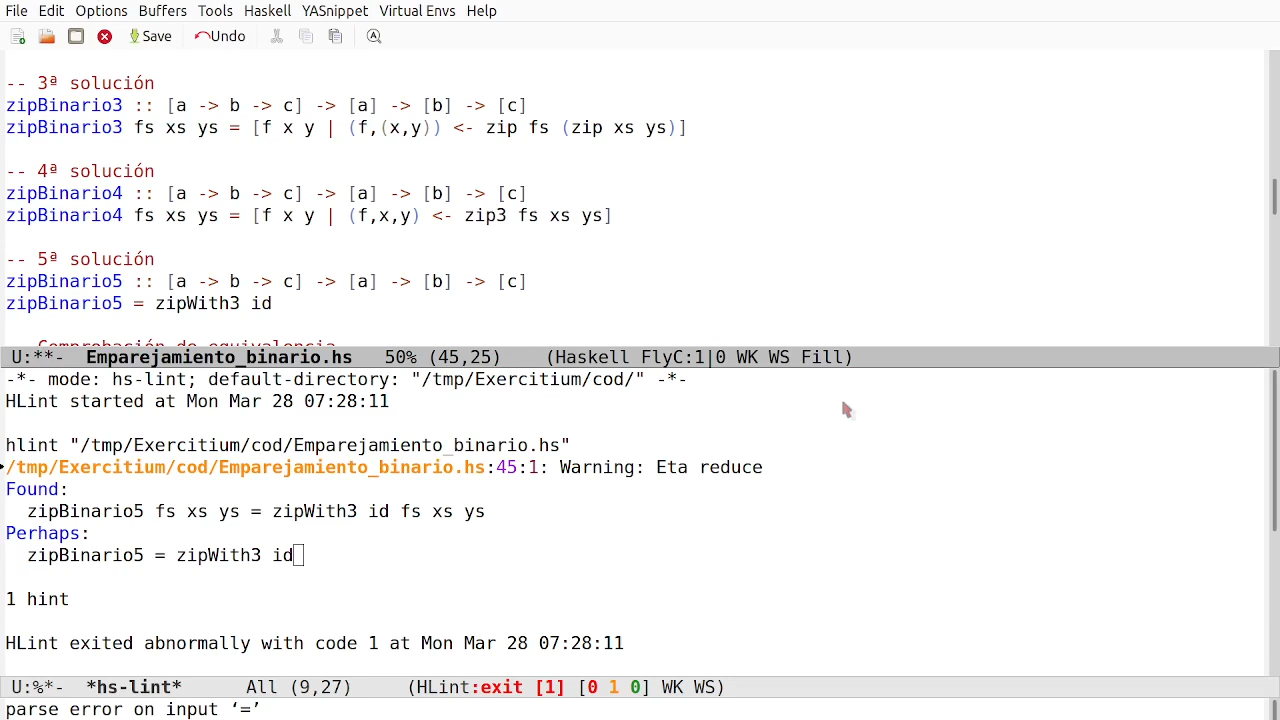 File Edit Options Buffers Tools Haskell YASnippet Virtual Envs Help
Save Undo
-- 3ª solución
zipBinario3 :: [a -> b -> c] -> [a] -> [b] -> [c]
zipBinario3 fs xs ys = [f x y | (f,(x,y)) <- zip fs (zip xs ys)]
-- 4ª solución
zipBinario4 :: [a -> b -> c] -> [a] -> [b] -> [c]
zipBinario4 fs xs ys = [f x y | (f,x,y) <- zip3 fs xs ys]
-- 5ª solución
zipBinario5 :: [a -> b -> c] -> [a] -> [b] -> [c]
zipBinario5 = zipWith3 id
-- Comprobación de equivalencia
U:**- Emparejamiento_binario.hs 50% (45,25) (Haskell FlyC:1|0 WK WS Fill)
-*- mode: hs-lint; default-directory: "/tmp/Exercitium/cod/" -*-
HLint started at Mon Mar 28 07:28:11
hlint "/tmp/Exercitium/cod/Emparejamiento_binario.hs"
/tmp/Exercitium/cod/Emparejamiento_binario.hs:45:1: Warning: Eta reduce
Found:
zipBinario5 fs xs ys = zipWith3 id fs xs ys
Perhaps:
zipBinario5 = zipWith3 id
1 hint
HLint exited abnormally with code 1 at Mon Mar 28 07:28:11
U:%*- *hs-lint* All (9,27) (HLint:exit [1] [0 1 0] WK WS)
parse error on input ‘=’